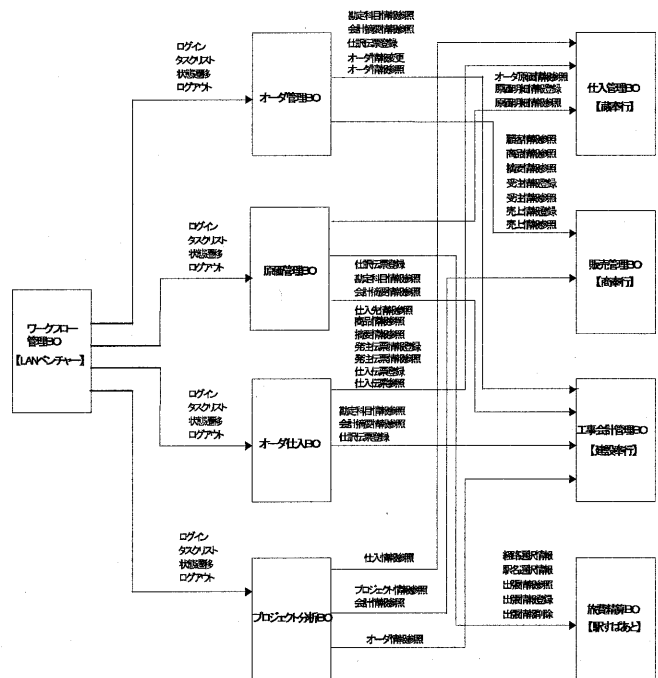 ログイン
タスクリスト
状態遷移
ログアウト
オーダ管理BO
勘定科目情報参照
会計摘要情報参照
仕訳伝票登録
オーダ情報変更
オーダ情報参照
オーダ原価情報参照
原価明細情報登録
原価明細情報参照
仕入管理BO
【蔵奉行】
顧客情報参照
商品情報参照
摘要情報参照
受注情報登録
受注情報参照
売上情報登録
売上情報参照
販売管理BO
【商奉行】
ログイン
タスクリスト
状態遷移
ログアウト
原価管理BO
仕訳伝票登録
勘定科目情報参照
会計摘要情報参照
ワークフロー
管理BO
【LANベンチャー】
仕入先情報参照
商品情報参照
摘要情報参照
発注伝票情報登録
発注伝票情報参照
仕入伝票登録
仕入伝票参照
ログイン
タスクリスト
状態遷移
ログアウト
オーダ仕入BO
勘定科目情報参照
会計摘要情報参照
仕訳伝票登録
工事会計管理BO
【建設奉行】
ログイン
タスクリスト
状態遷移
ログアウト
プロジェクト分析BO
仕入情報参照
プロジェクト情報参照
会計情報参照
オーダ情報参照
経路選択情報
駅名選択情報
出張情報参照
出張情報登録
出張情報削除
旅費精算BO
【駅すぱあと】